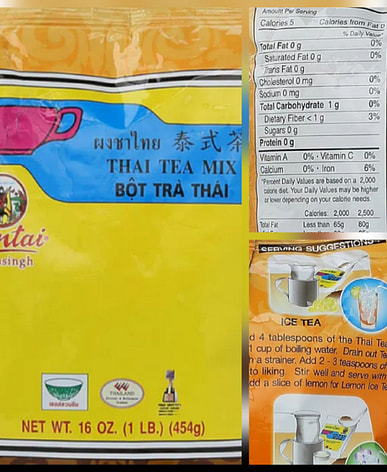 ผงชาไทย 泰式茶
THAI TEA MIX
BỘT TRÀ THÁI
ntai®
singh
THAILAND
NET WT. 16 OZ. (1 LB.) (454g)
Amount Per Serving
Calories 5 Calories from Fat 0
% Daily Value*
Total Fat 0 g 0%
Saturated Fat 0 g 0%
Trans Fat 0 g
Cholesterol 0 mg 0%
Sodium 0 mg 0%
Total Carbohydrate 1 g 0%
Dietary Fiber <1 g 3%
Sugars 0 g
Protein 0 g
Vitamin A 0% · Vitamin C 0%
Calcium 0% · Iron 6%
*Percent Daily Values are based on a 2,000
calorie diet. Your Daily Values may be higher
or lower depending on your calorie needs.
Calories: 2,000 2,500
Total Fat Less than 65g 80g
SERVING SUGGESTIONS
ICE TEA
d 4 tablespoons of the Thai Tea
1 cup of boiling water. Drain out Te
h a strainer. Add 2 - 3 teaspoons of
to liking. Stir well and serve with
dd a slice of lemon for Lemon Ice Te